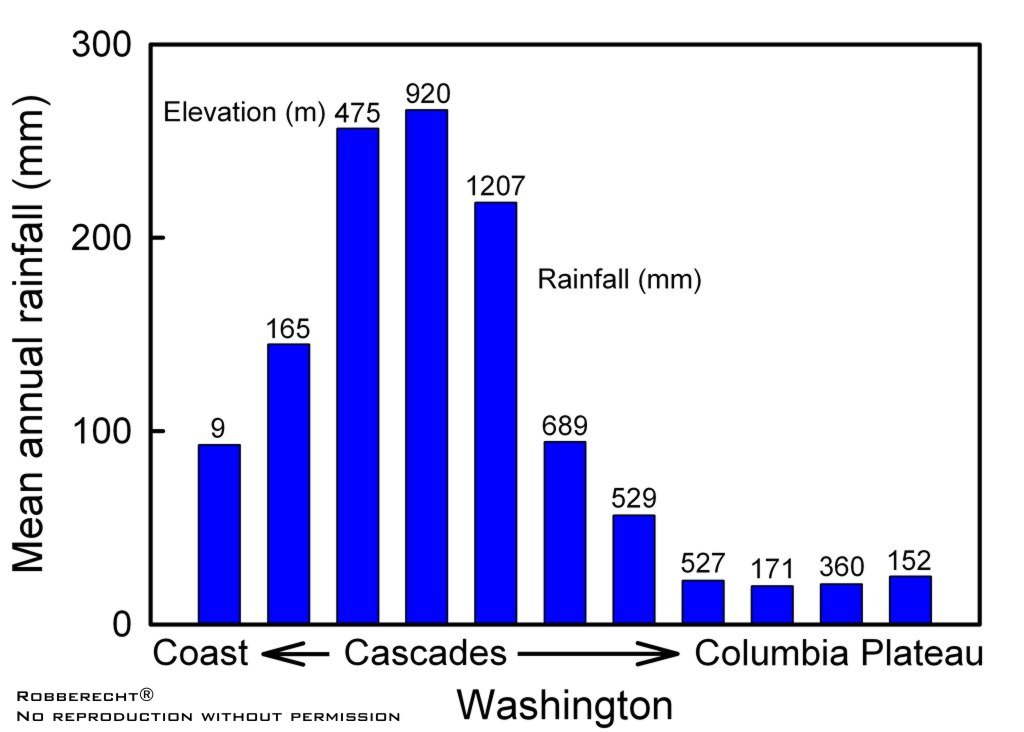 Mean annual rainfall (mm)
300
200
100
0
Elevation (m)
Rainfall (mm)
9
165
475
920
1207
689
529
527
171
360
152
Coast
Cascades
Columbia Plateau
Washington
ROBBERECHT®
NO REPRODUCTION WITHOUT PERMISSION